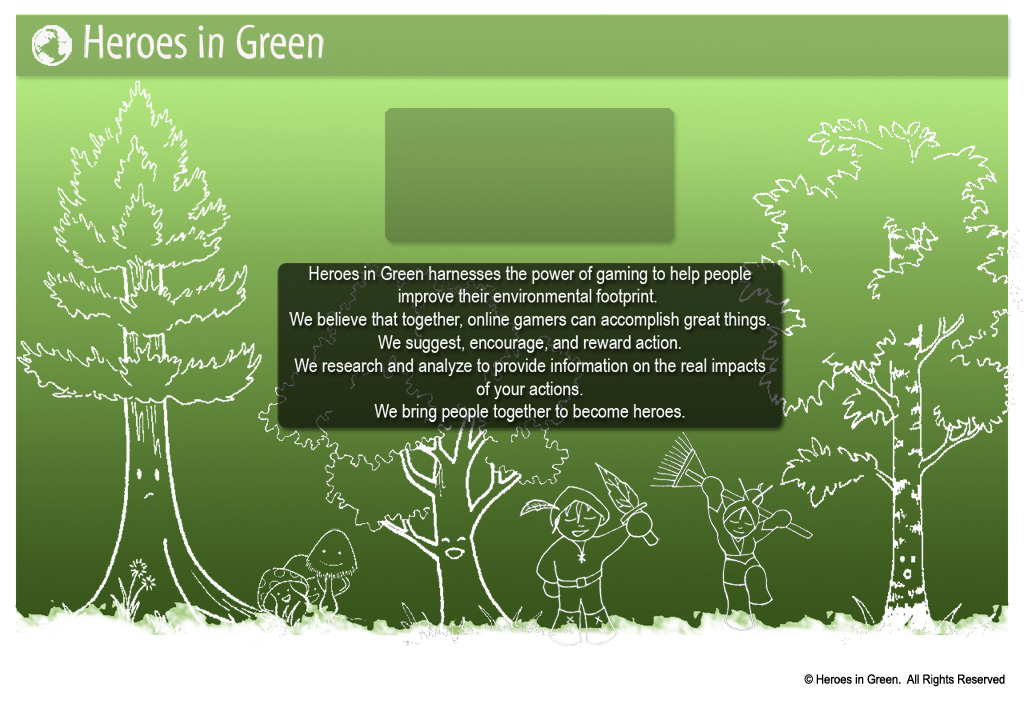 Heroes in Green
Heroes in Green harnesses the power of gaming to help people
improve their environmental footprint.
We believe that together, online gamers can accomplish great things.
We suggest, encourage, and reward action.
We research and analyze to provide information on the real impacts
of your actions.
We bring people together to become heroes.
© Heroes in Green.  All Rights Reserved